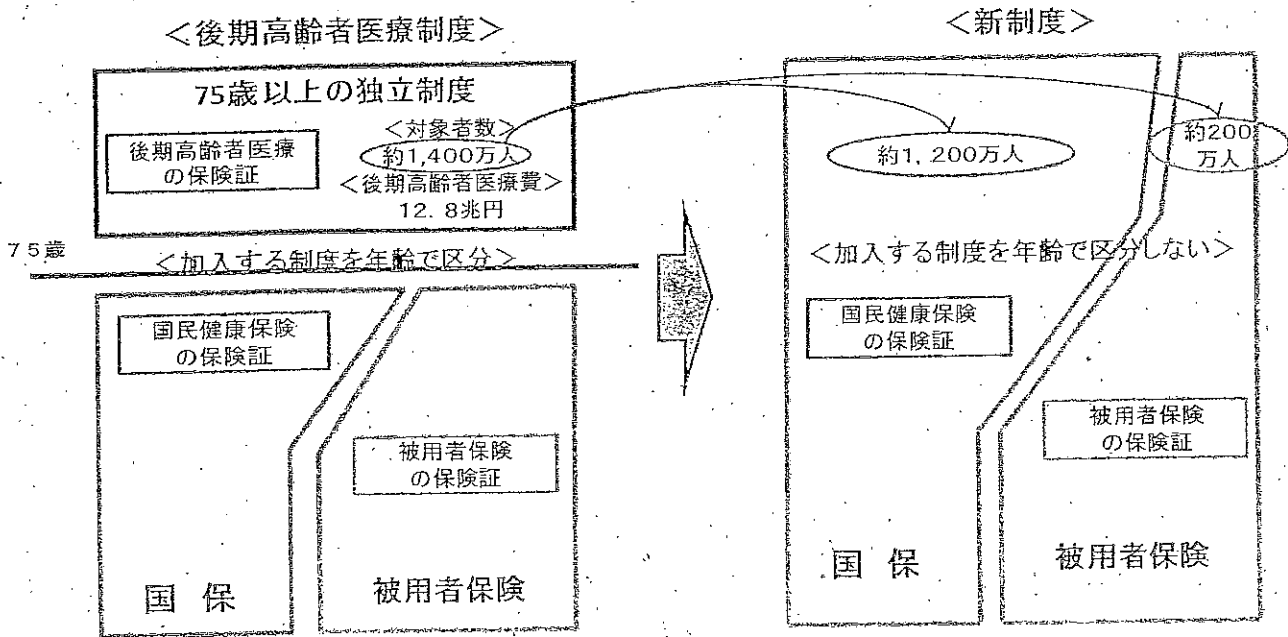 <後期高齢者医療制度>
75歳以上の独立制度
後期高齢者医療
の保険証
<対象者数>
約1,400万人
<後期高齢者医療費>
12.8兆円
75歳
<加入する制度を年齢で区分>
国民健康保険
の保険証
被用者保険
の保険証
国 保
被用者保険
<新制度>
約1,200万人
約200
万人
<加入する制度を年齢で区分しない>
国民健康保険
の保険証
被用者保険
の保険証
国 保
被用者保険